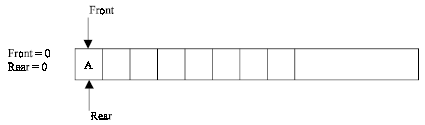 Front
Front = 0
Rear = 0
A
Rear